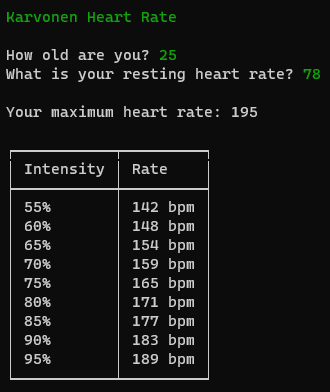 Karvonen Heart Rate
How old are you? 25
What is your resting heart rate? 78
Your maximum heart rate: 195
Intensity Rate
55% 142 bpm
60% 148 bpm
65% 154 bpm
70% 159 bpm
75% 165 bpm
80% 171 bpm
85% 177 bpm
90% 183 bpm
95% 189 bpm